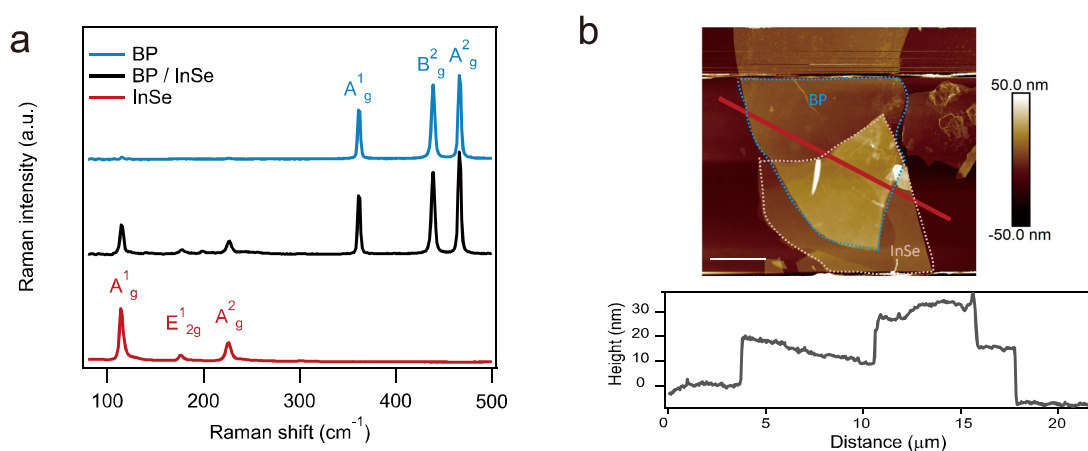 a
BP
BP / InSe
InSe
A¹g
B²g
A²g
A¹g
E¹2g
A²g
Raman intensity (a.u.)
100
200
300
400
500
Raman shift (cm⁻¹)
b
BP
InSe
50.0 nm
-50.0 nm
Height (nm)
30
20
10
0
0
5
10
15
20
Distance (μm)